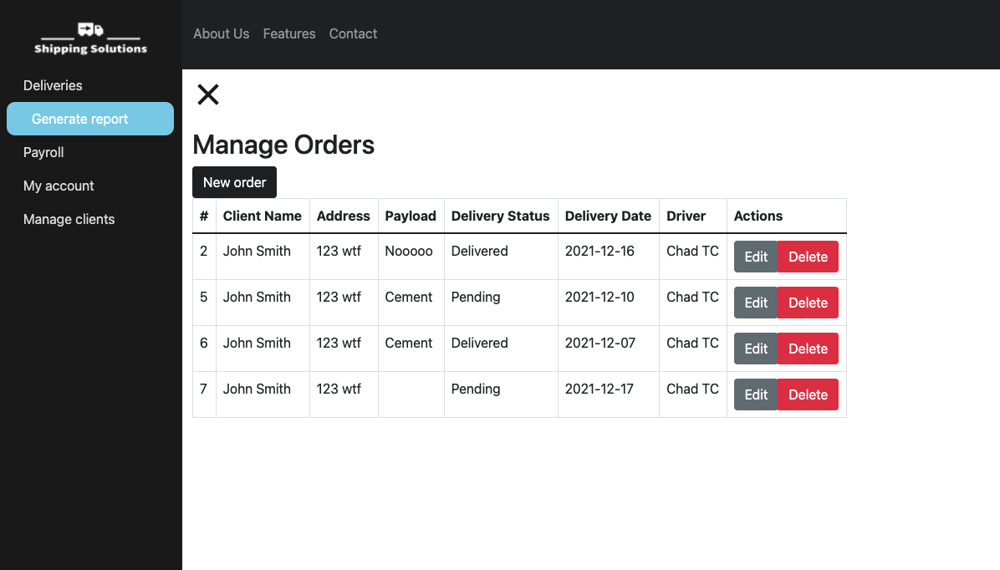 Shipping Solutions
About Us Features Contact
Deliveries
Generate report
Payroll
My account
Manage clients
Manage Orders
New order
# Client Name Address Payload Delivery Status Delivery Date Driver Actions
2 John Smith 123 wtf Nooooo Delivered 2021-12-16 Chad TC Edit Delete
5 John Smith 123 wtf Cement Pending 2021-12-10 Chad TC Edit Delete
6 John Smith 123 wtf Cement Delivered 2021-12-07 Chad TC Edit Delete
7 John Smith 123 wtf Pending 2021-12-17 Chad TC Edit Delete